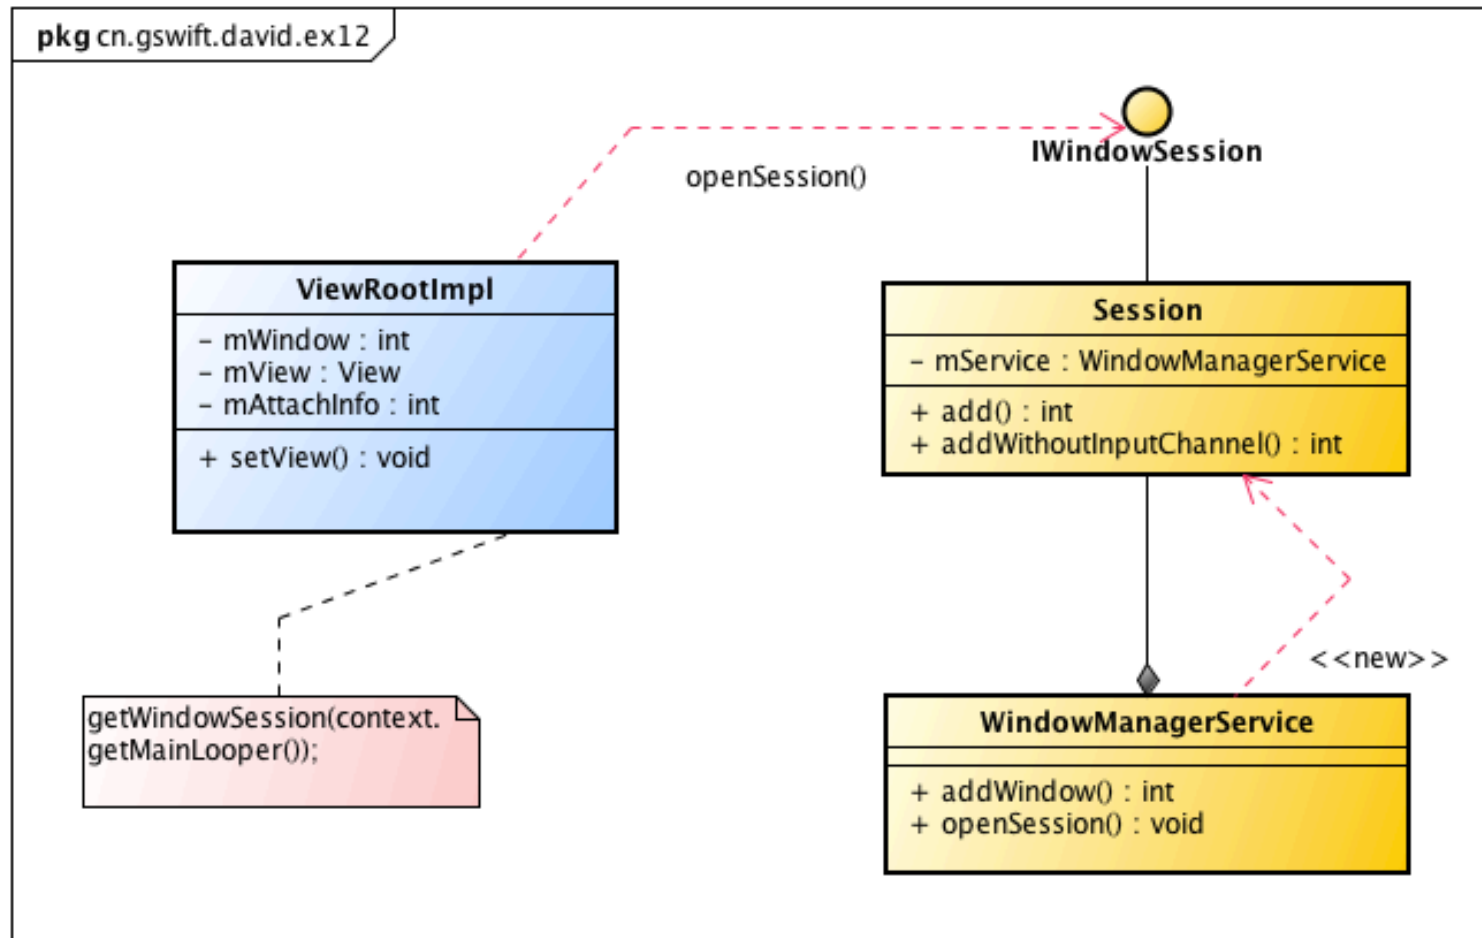 pkg cn.gswift.david.ex12
IWindowSession
openSession()
ViewRootImpl
- mWindow : int
- mView : View
- mAttachInfo : int
+ setView() : void
Session
- mService : WindowManagerService
+ add() : int
+ addWithoutInputChannel() : int
<<new>>
getWindowSession(context.
getMainLooper());
WindowManagerService
+ addWindow() : int
+ openSession() : void